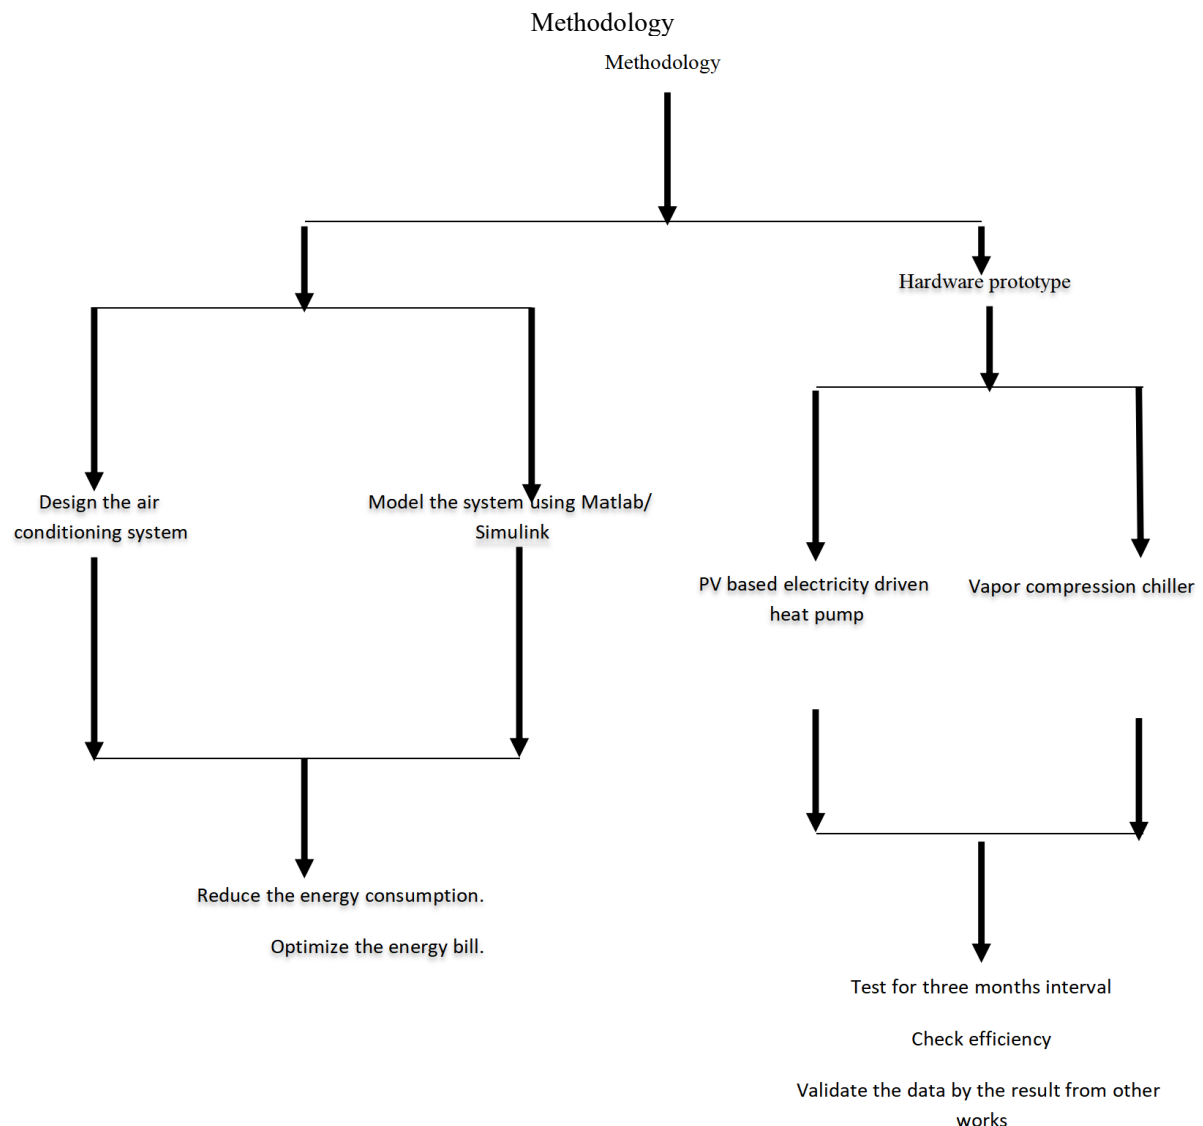 Methodology
Methodology
Hardware prototype
Design the air
conditioning system
Model the system using Matlab/
Simulink
PV based electricity driven
heat pump
Vapor compression chiller
Reduce the energy consumption.
Optimize the energy bill.
Test for three months interval
Check efficiency
Validate the data by the result from other
works